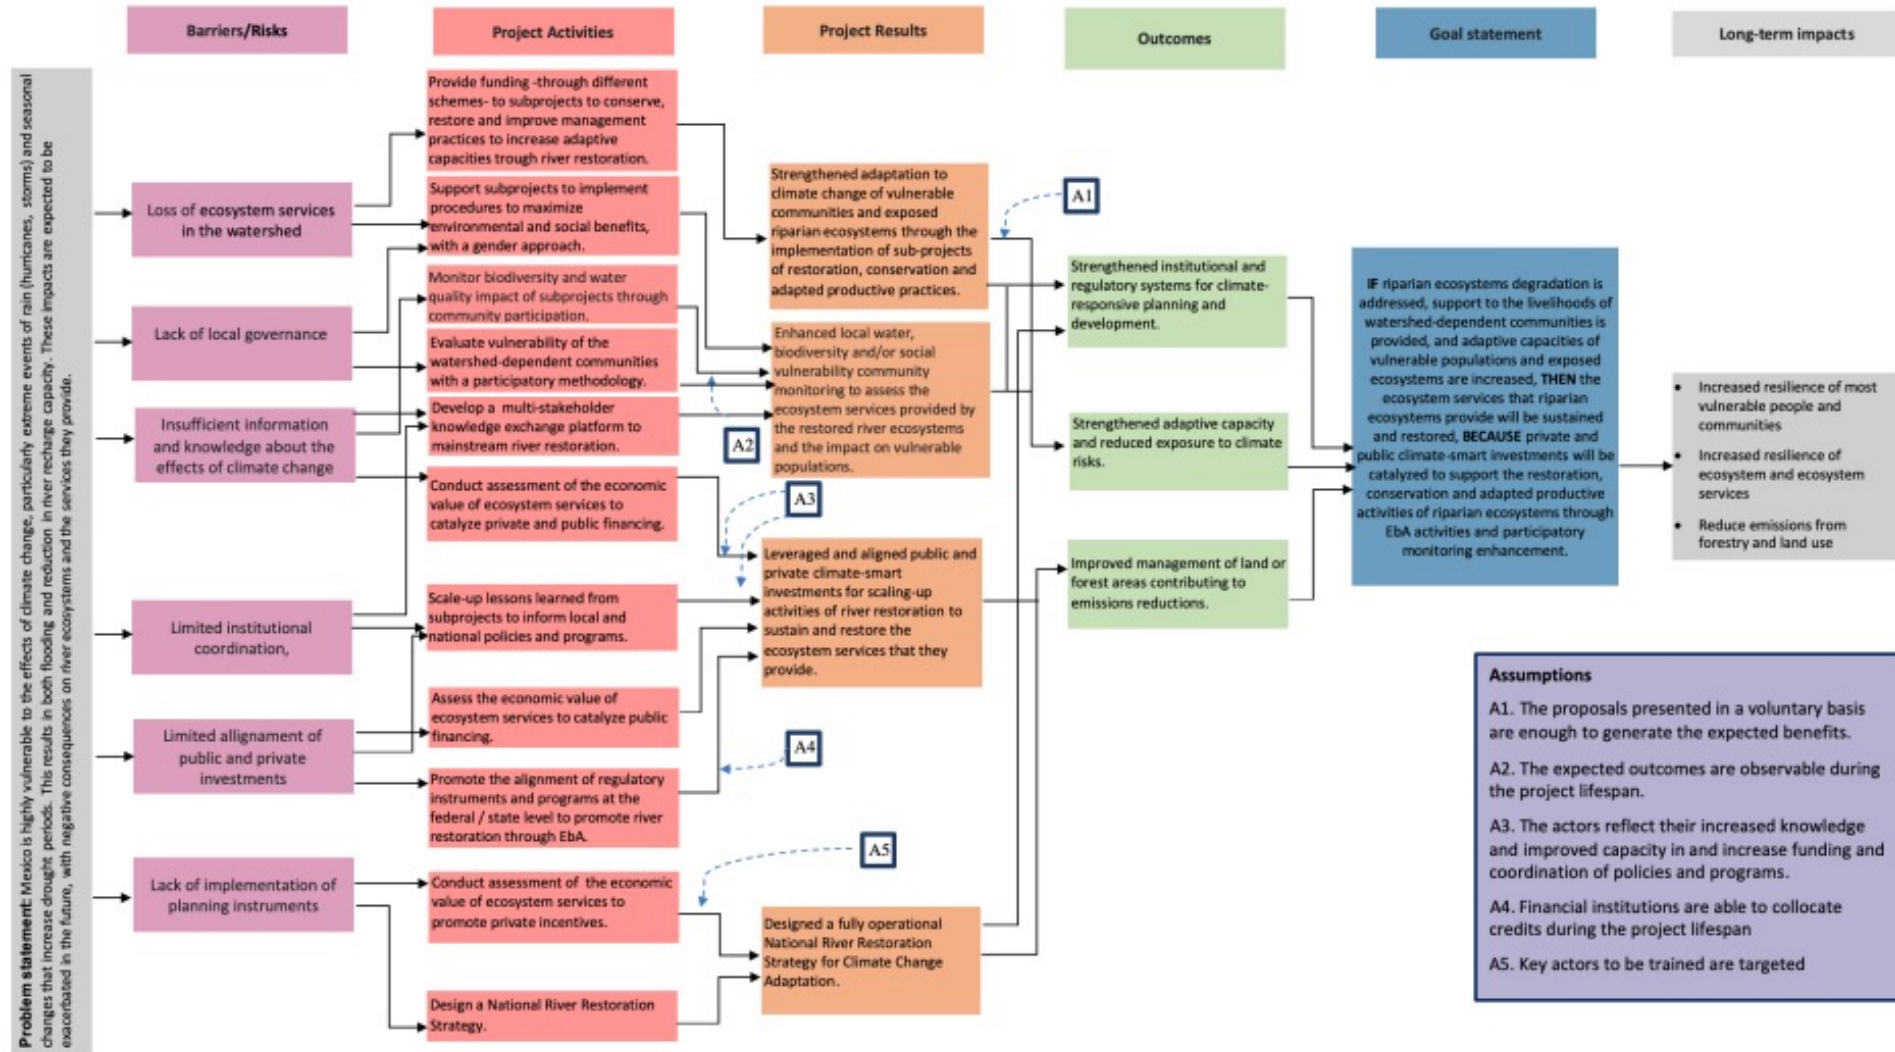 Barriers/Risks
Project Activities
Project Results
Outcomes
Goal statement
Long-term impacts
Problem statement: Mexico is highly vulnerable to the effects of climate change, particularly extreme events of rain (hurricanes, storms) and seasonal
changes that increase drought periods. This results in both flooding and reduction in river recharge capacity. These impacts are expected to be
exacerbated in the future, with negative consequences on river ecosystems and the services they provide.
Loss of ecosystem services
in the watershed
Lack of local governance
Insufficient information
and knowledge about the
effects of climate change
Limited institutional
coordination,
Limited allignament of
public and private
investments
Lack of implementation of
planning instruments
Provide funding -through different
schemes- to subprojects to conserve,
restore and improve management
practices to increase adaptive
capacities trough river restoration.
Support subprojects to implement
procedures to maximize
environmental and social benefits,
with a gender approach.
Monitor biodiversity and water
quality impact of subprojects through
community participation.
Evaluate vulnerability of the
watershed-dependent communities
with a participatory methodology.
Develop a multi-stakeholder
knowledge exchange platform to
mainstream river restoration.
Conduct assessment of the economic
value of ecosystem services to
catalyze private and public financing.
Scale-up lessons learned from
subprojects to inform local and
national policies and programs.
Assess the economic value of
ecosystem services to catalyze public
financing.
Promote the alignment of regulatory
instruments and programs at the
federal / state level to promote river
restoration through EbA.
Conduct assessment of the economic
value of ecosystem services to
promote private incentives.
Design a National River Restoration
Strategy.
Strengthened adaptation to
climate change of vulnerable
communities and exposed
riparian ecosystems through the
implementation of sub-projects
of restoration, conservation and
adapted productive practices.
Enhanced local water,
biodiversity and/or social
vulnerability community
monitoring to assess the
ecosystem services provided by
the restored river ecosystems
and the impact on vulnerable
populations.
Leveraged and aligned public and
private climate-smart
investments for scaling-up
activities of river restoration to
sustain and restore the
ecosystem services that they
provide.
Designed a fully operational
National River Restoration
Strategy for Climate Change
Adaptation.
A1
A2
A3
A4
A5
Strengthened institutional and
regulatory systems for climate-
responsive planning and
development.
Strengthened adaptive capacity
and reduced exposure to climate
risks.
Improved management of land or
forest areas contributing to
emissions reductions.
IF riparian ecosystems degradation is
addressed, support to the livelihoods of
watershed-dependent communities is
provided, and adaptive capacities of
vulnerable populations and exposed
ecosystems are increased, THEN the
ecosystem services that riparian
ecosystems provide will be sustained
and restored, BECAUSE private and
public climate-smart investments will be
catalyzed to support the restoration,
conservation and adapted productive
activities of riparian ecosystems through
EbA activities and participatory
monitoring enhancement.
• Increased resilience of most
vulnerable people and
communities
• Increased resilience of
ecosystem and ecosystem
services
• Reduce emissions from
forestry and land use
Assumptions
A1. The proposals presented in a voluntary basis
are enough to generate the expected benefits.
A2. The expected outcomes are observable during
the project lifespan.
A3. The actors reflect their increased knowledge
and improved capacity in and increase funding and
coordination of policies and programs.
A4. Financial institutions are able to collocate
credits during the project lifespan
A5. Key actors to be trained are targeted